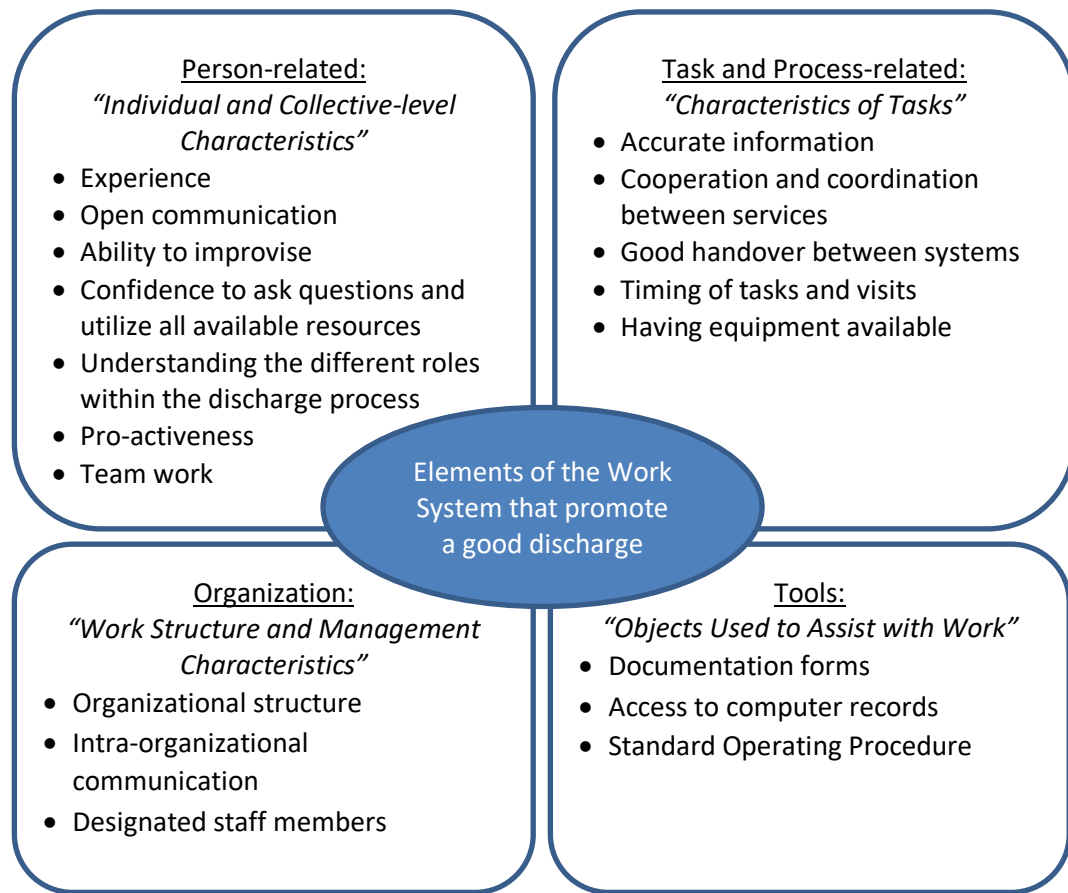 Person-related:
“Individual and Collective-level
Characteristics”
• Experience
• Open communication
• Ability to improvise
• Confidence to ask questions and
utilize all available resources
• Understanding the different roles
within the discharge process
• Pro-activeness
• Team work
Task and Process-related:
“Characteristics of Tasks”
• Accurate information
• Cooperation and coordination
between services
• Good handover between systems
• Timing of tasks and visits
• Having equipment available
Elements of the Work
System that promote
a good discharge
Organization:
“Work Structure and Management
Characteristics”
• Organizational structure
• Intra-organizational
communication
• Designated staff members
Tools:
“Objects Used to Assist with Work”
• Documentation forms
• Access to computer records
• Standard Operating Procedure